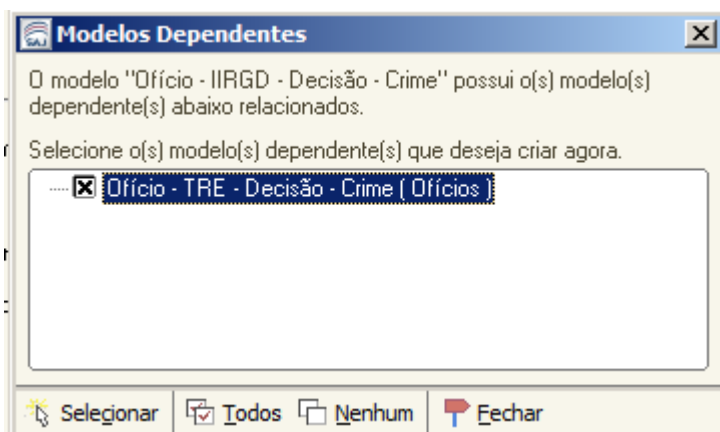 SAJ
Modelos Dependentes
O modelo "Ofício - IIRGD - Decisão - Crime" possui o(s) modelo(s)
dependente(s) abaixo relacionados.
Selecione o(s) modelo(s) dependente(s) que deseja criar agora.
Ofício - TRE - Decisão - Crime ( Ofícios )
Selecionar Todos Nenhum Fechar